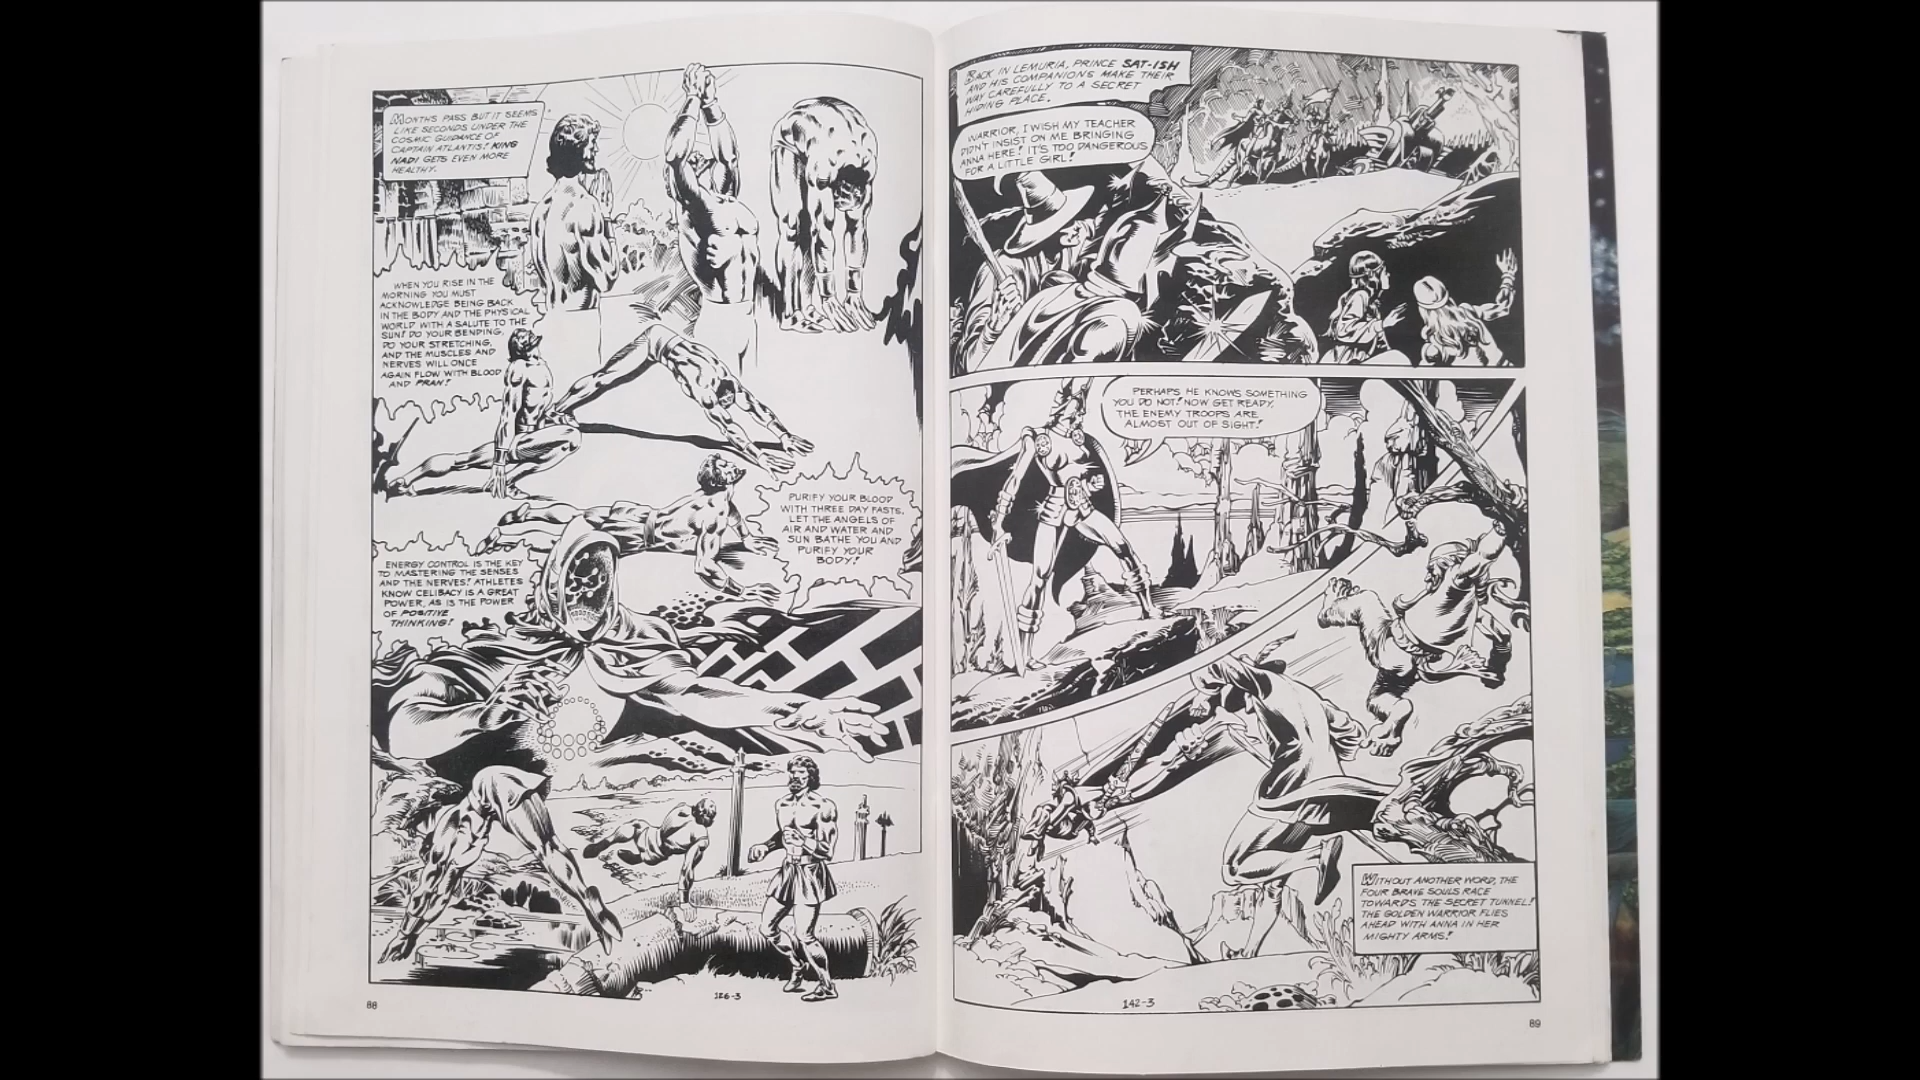 MONTHS PASS BUT IT SEEMS
LIKE SECONDS UNDER THE
COSMIC GUIDANCE OF
CAPTAIN ATLANTIS! KING
NADI GETS EVEN MORE
HEALTHY.
WHEN YOU RISE IN THE
MORNING YOU MUST
ACKNOWLEDGE BEING BACK
IN THE BODY AND THE PHYSICAL
WORLD WITH A SALUTE TO THE
SUN! DO YOUR BENDING,
DO YOUR STRETCHING,
AND THE MUSCLES AND
NERVES WILL ONCE
AGAIN FLOW WITH BLOOD
AND PRAN!
PURIFY YOUR BLOOD
WITH THREE DAY FASTS.
LET THE ANGELS OF
AIR AND WATER AND
SUN BATHE YOU AND
PURIFY YOUR
BODY!
ENERGY CONTROL IS THE KEY
TO MASTERING THE SENSES
AND THE NERVES! ATHLETES
KNOW CELIBACY IS A GREAT
POWER, AS IS THE POWER
OF POSITIVE
THINKING!
126-3
88
BACK IN LEMURIA, PRINCE SAT-ISH
AND HIS COMPANIONS MAKE THEIR
WAY CAREFULLY TO A SECRET
HIDING PLACE.
WARRIOR, I WISH MY TEACHER
DIDN'T INSIST ON ME BRINGING
ANNA HERE! IT'S TOO DANGEROUS
FOR A LITTLE GIRL!
PERHAPS HE KNOWS SOMETHING
YOU DO NOT! NOW GET READY,
THE ENEMY TROOPS ARE
ALMOST OUT OF SIGHT!
WITHOUT ANOTHER WORD, THE
FOUR BRAVE SOULS RACE
TOWARDS THE SECRET TUNNEL!
THE GOLDEN WARRIOR FLIES
AHEAD WITH ANNA IN HER
MIGHTY ARMS!
142-3
89